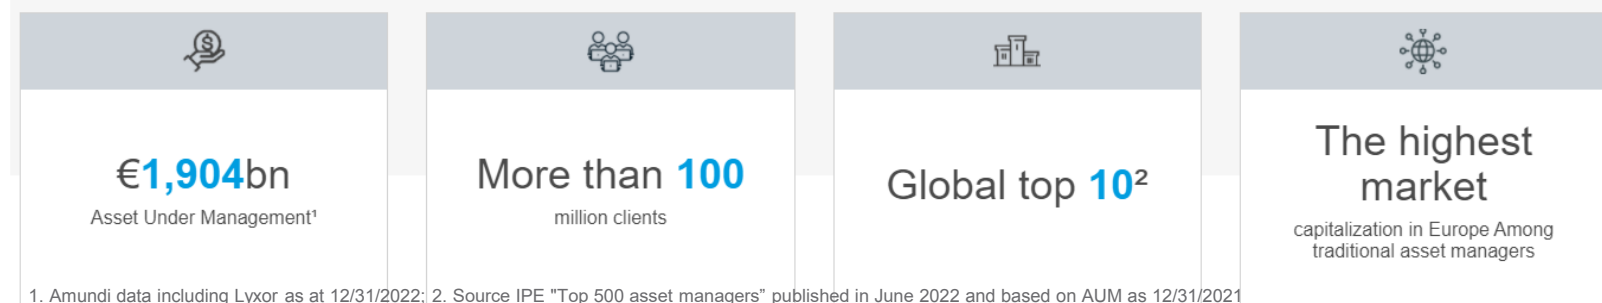 €1,904bn
Asset Under Management¹
More than 100
million clients
Global top 10²
The highest
market
capitalization in Europe Among
traditional asset managers
1. Amundi data including Lyxor as at 12/31/2022; 2. Source IPE "Top 500 asset managers” published in June 2022 and based on AUM as 12/31/2021